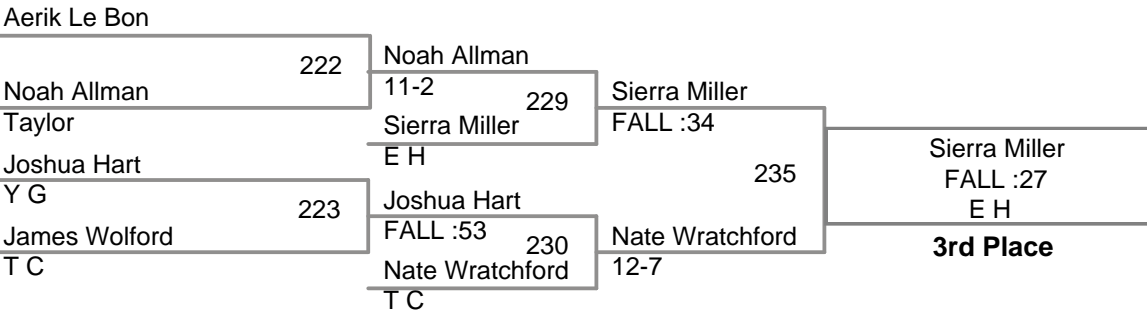 Aerik Le Bon
222
Noah Allman
Taylor
Joshua Hart
Y G
223
James Wolford
T C
Noah Allman
11-2
229
Sierra Miller
E H
Joshua Hart
FALL :53
230
Nate Wratchford
T C
Sierra Miller
FALL :34
235
Nate Wratchford
12-7
Sierra Miller
FALL :27
E H
3rd Place